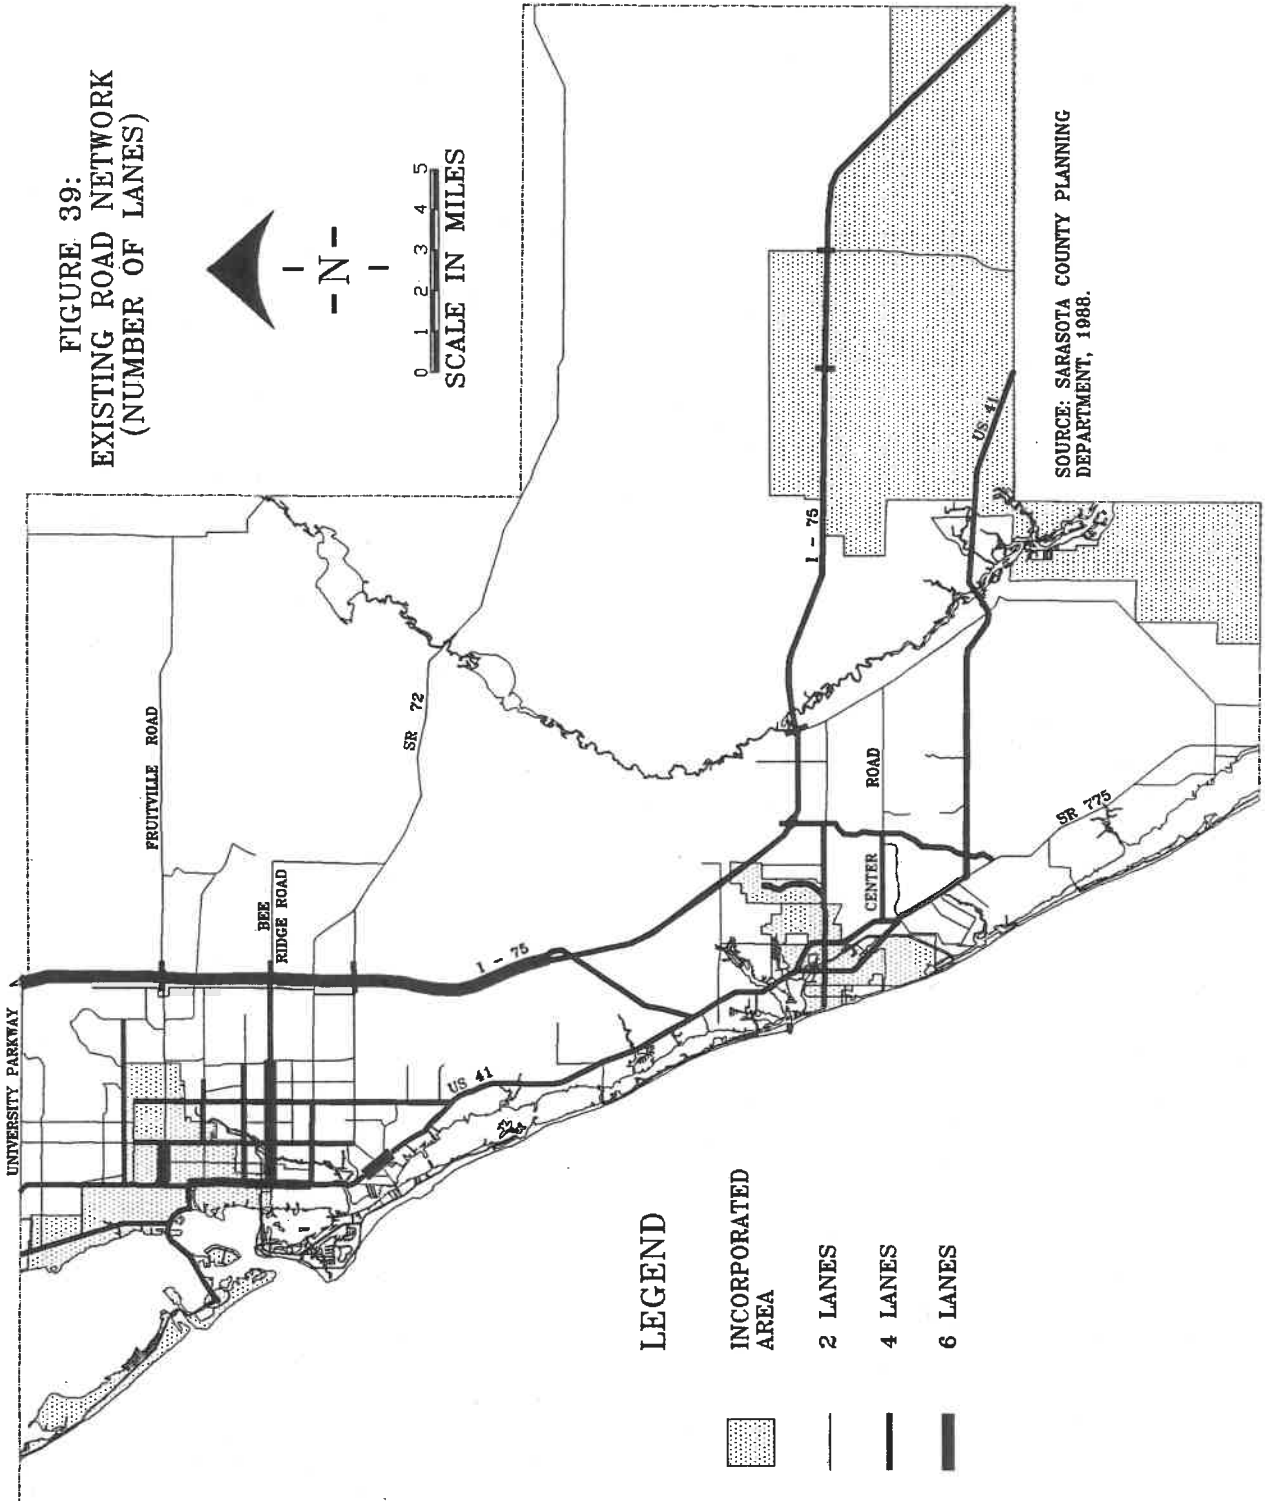 FIGURE 39:
EXISTING ROAD NETWORK
(NUMBER OF LANES)
-N-
0 1 2 3 4 5
SCALE IN MILES
UNIVERSITY PARKWAY
FRUITVILLE ROAD
BEE
RIDGE ROAD
SR 72
I - 75
US 41
I - 75
US 41
CENTER ROAD
SR 775
SOURCE: SARASOTA COUNTY PLANNING
DEPARTMENT, 1988.
LEGEND
INCORPORATED
AREA
2 LANES
4 LANES
6 LANES